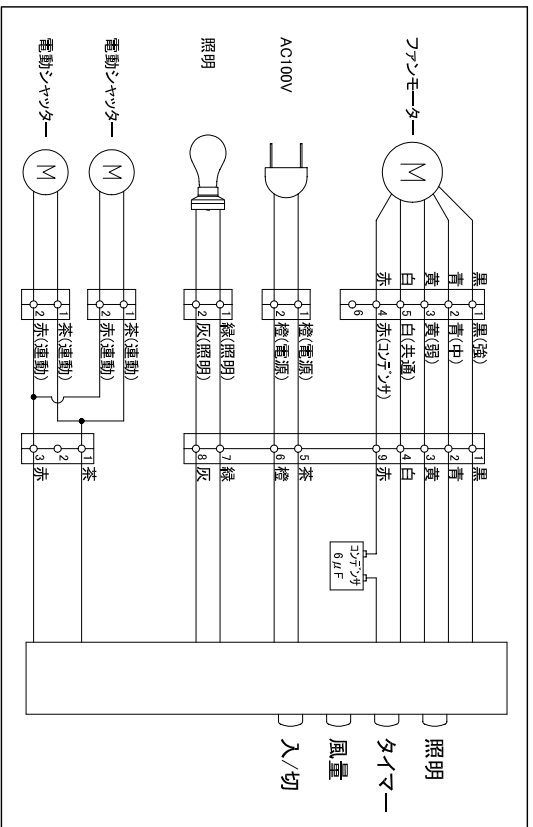 ファンモーター
黒 1 黒(強) 1 黒
青 2 青(中) 2 青
黄 3 黄(弱) 3 黄
白 5 白(共通) 4 白
赤 4 赤(コンデンサ) 9 赤
6
コンデンサ
6μF
AC100V
1 橙(電源) 5 茶
2 橙(電源) 6 橙
照明
1 緑(照明) 7 緑
2 灰(照明) 8 灰
電動シャッター
1 茶(連動)
2 赤(連動)
電動シャッター
1 茶(連動)
2 赤(連動)
1 茶
2
3 赤
照明
タイマー
風量
入/切
M
M
M